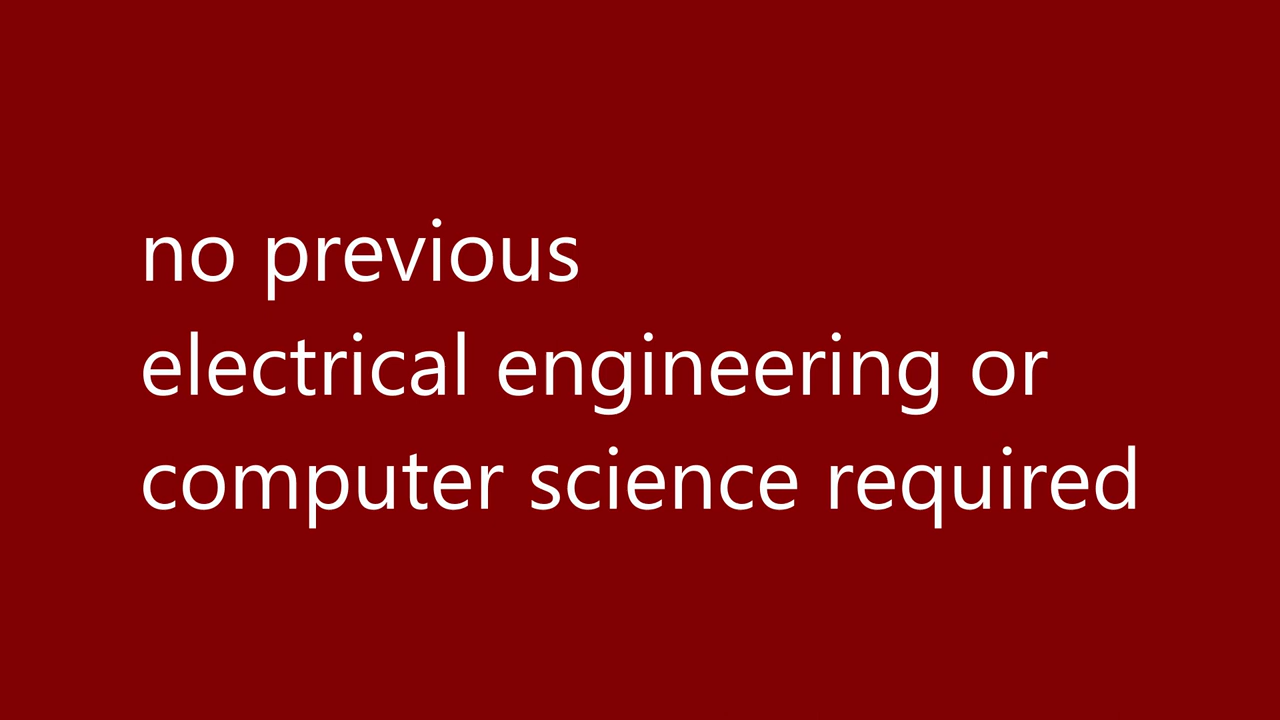 no previous
electrical engineering or
computer science required